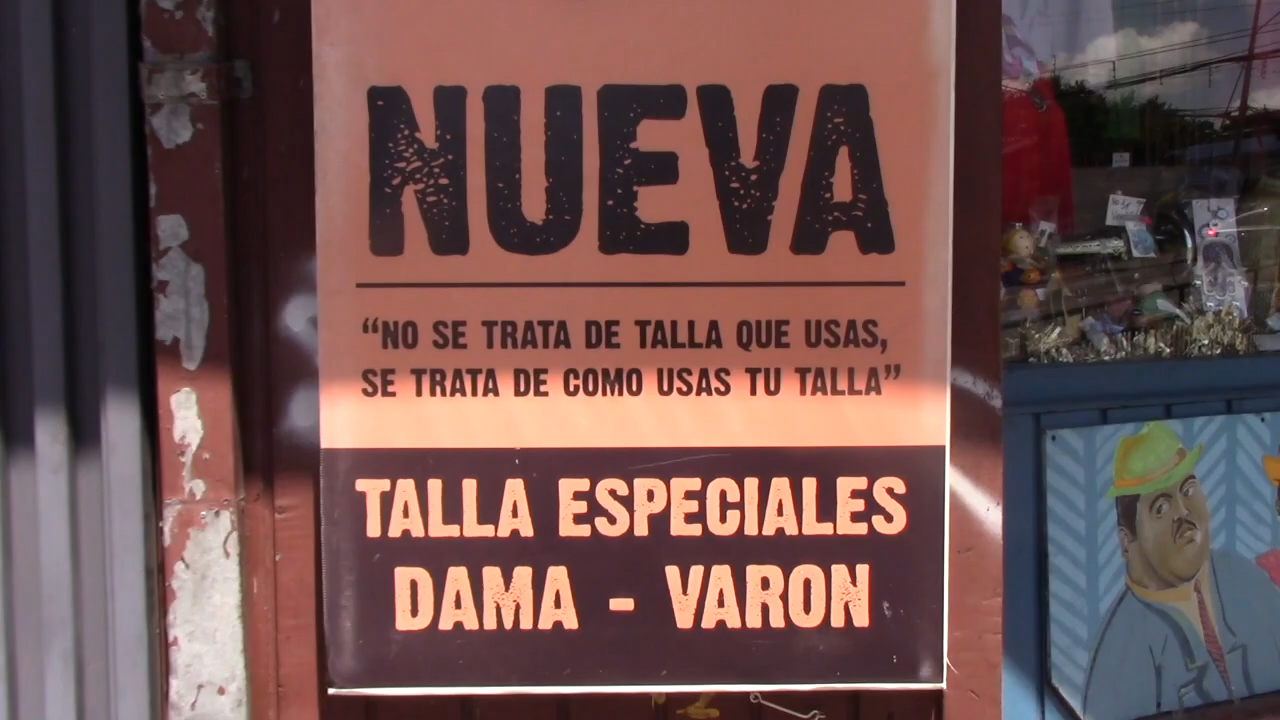 NUEVA
“NO SE TRATA DE TALLA QUE USAS,
SE TRATA DE COMO USAS TU TALLA”
TALLA ESPECIALES
DAMA - VARON